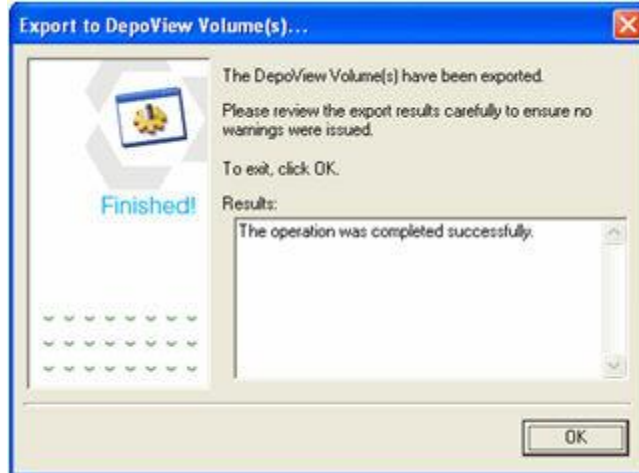 Export to DepoView Volume(s)...
The DepoView Volume(s) have been exported.
Please review the export results carefully to ensure no
warnings were issued.
To exit, click OK.
Finished!
Results:
The operation was completed successfully.
OK